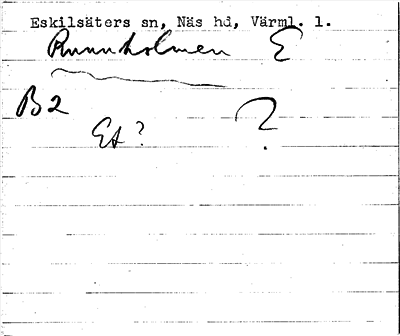 Eskilsäters sn, Näs hd, Värml. l.
Runnholmen E
B2
Et? ?